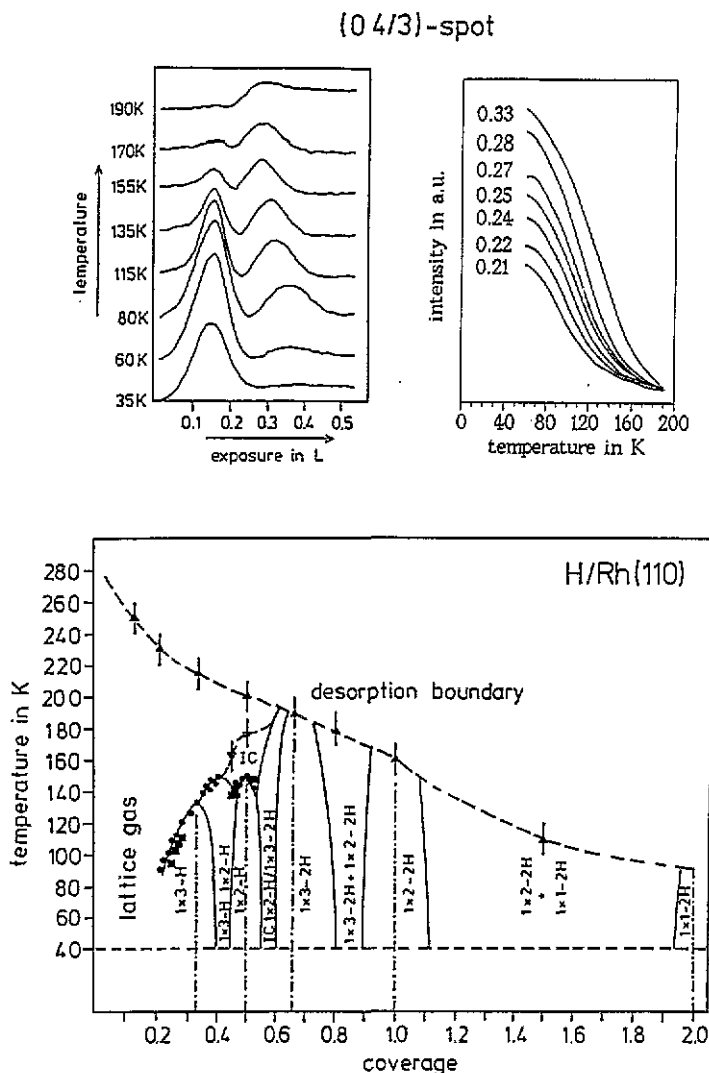 (0 4/3)-spot
temperature
190K
170K
155K
135K
115K
80K
60K
35K
0.1 0.2 0.3 0.4 0.5
exposure in L
intensity in a.u.
0.33
0.28
0.27
0.25
0.24
0.22
0.21
0 40 80 120 160 200
temperature in K
H/Rh(110)
temperature in K
280
260
240
220
200
180
160
140
120
100
80
60
40
desorption boundary
lattice gas
IC
1×3-H
1×3-H 1×2-H
1×2-H
IC 1×2-H/1×3-2H
1×3-2H
1×3-2H + 1×2-2H
1×2-2H
1×2-2H
+
1×1-2H
1×1-2H
0.2 0.4 0.6 0.8 1.0 1.2 1.4 1.6 1.8 2.0
coverage